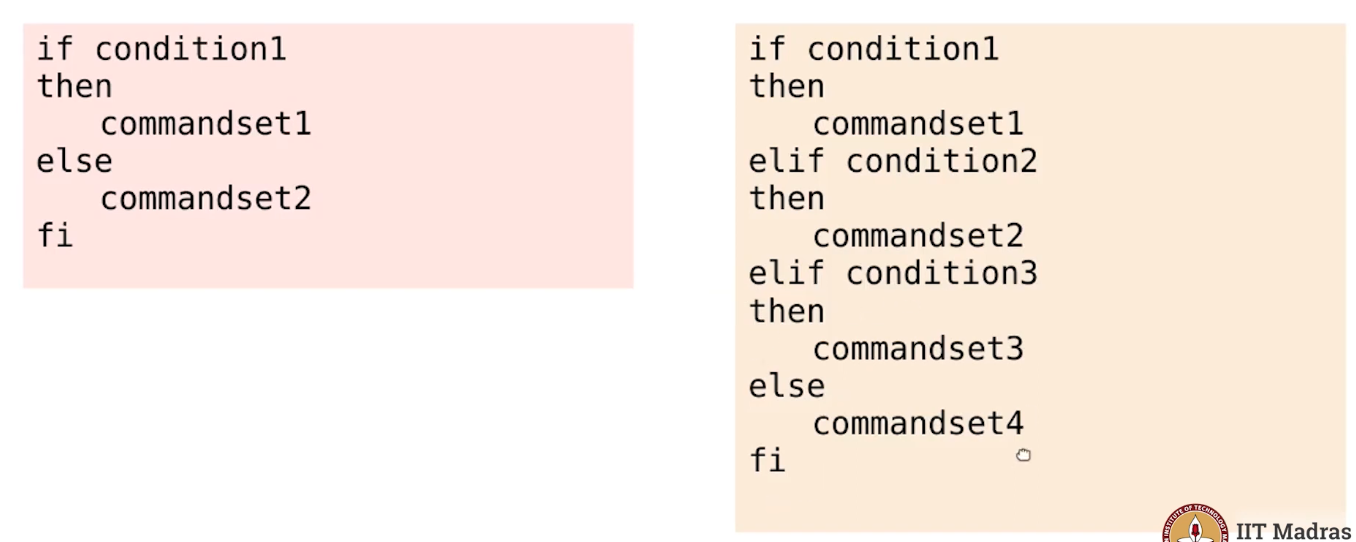 if condition1
then
    commandset1
else
    commandset2
fi
if condition1
then
    commandset1
elif condition2
then
    commandset2
elif condition3
then
    commandset3
else
    commandset4
fi
IIT Madras